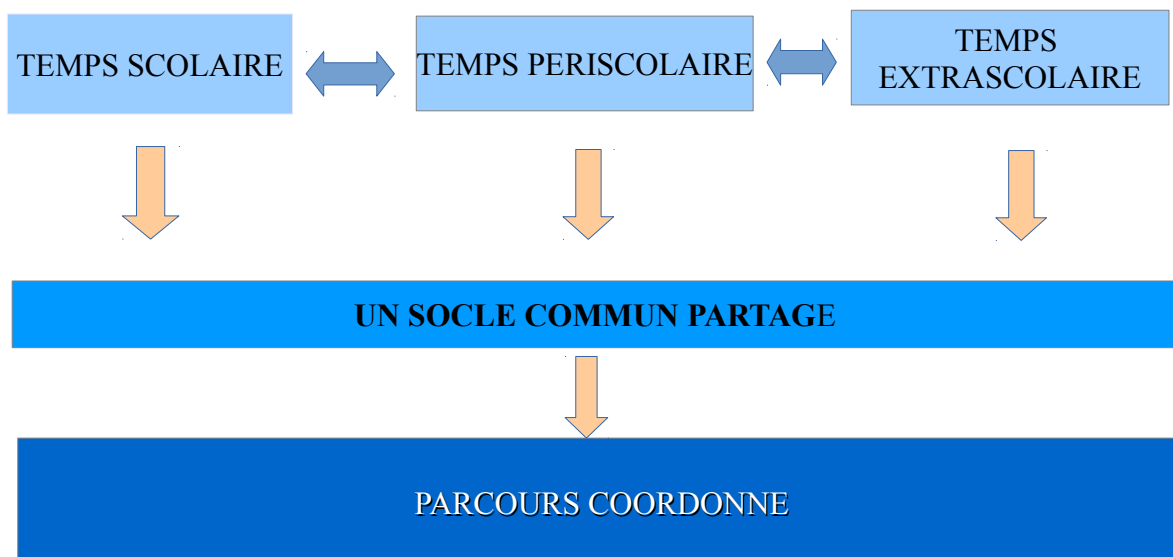 TEMPS SCOLAIRE
TEMPS PERISCOLAIRE
TEMPS
EXTRASCOLAIRE
UN SOCLE COMMUN PARTAGE
PARCOURS COORDONNE